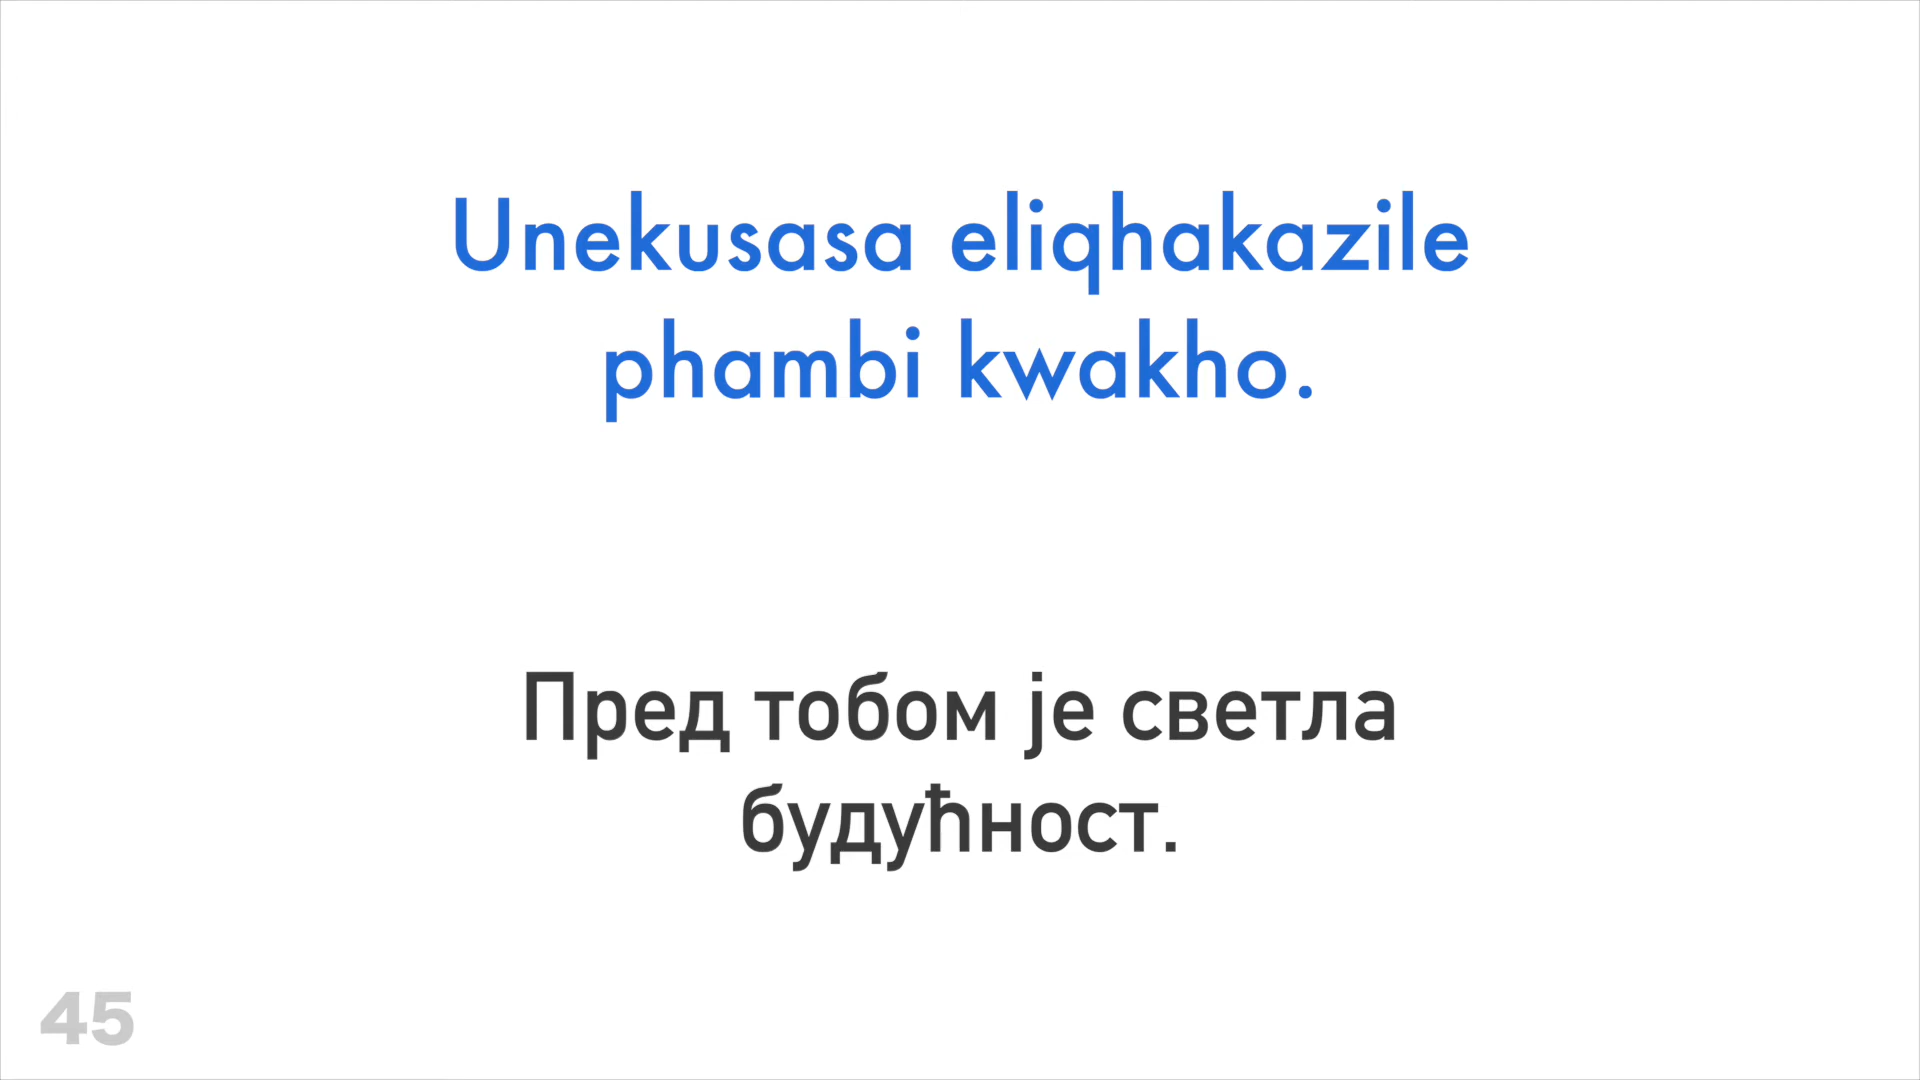 Unekusasa eliqhakazile
phambi kwakho.
Пред тобом је светла
будућност.
45